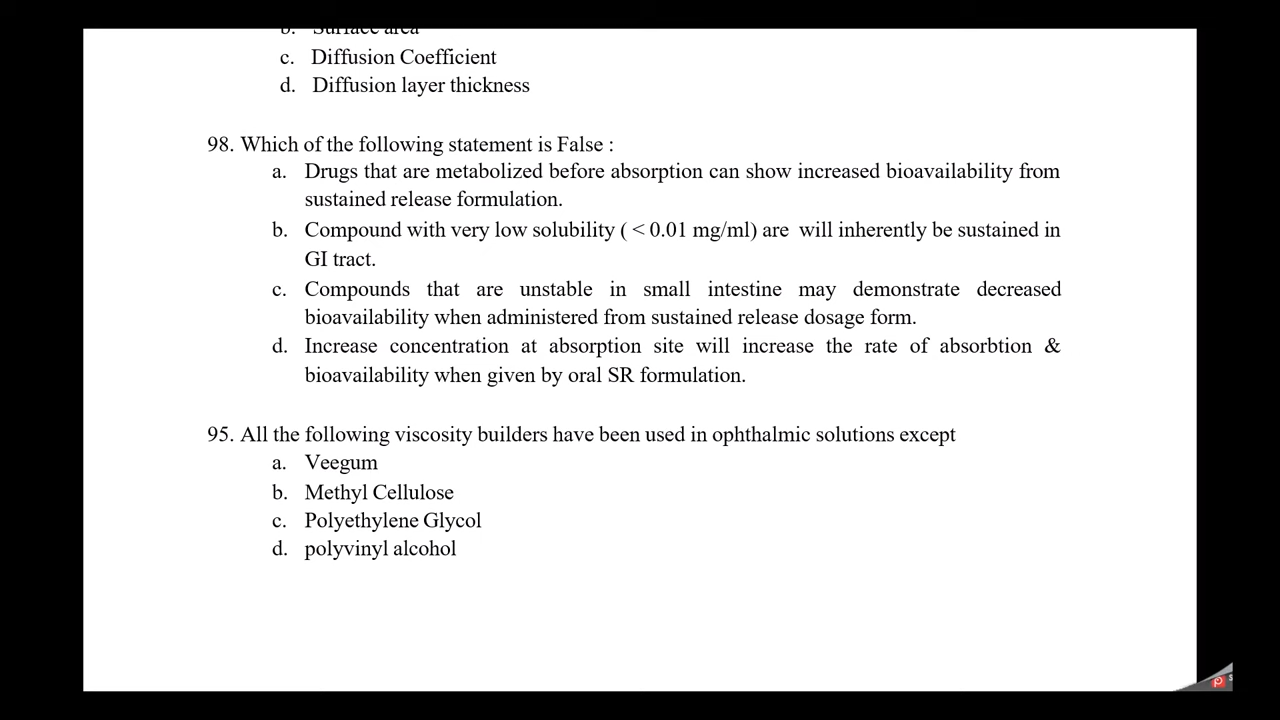 b. Surface area
c. Diffusion Coefficient
d. Diffusion layer thickness
98. Which of the following statement is False :
a. Drugs that are metabolized before absorption can show increased bioavailability from
sustained release formulation.
b. Compound with very low solubility ( < 0.01 mg/ml) are will inherently be sustained in
GI tract.
c. Compounds that are unstable in small intestine may demonstrate decreased
bioavailability when administered from sustained release dosage form.
d. Increase concentration at absorption site will increase the rate of absorbtion &
bioavailability when given by oral SR formulation.
95. All the following viscosity builders have been used in ophthalmic solutions except
a. Veegum
b. Methyl Cellulose
c. Polyethylene Glycol
d. polyvinyl alcohol